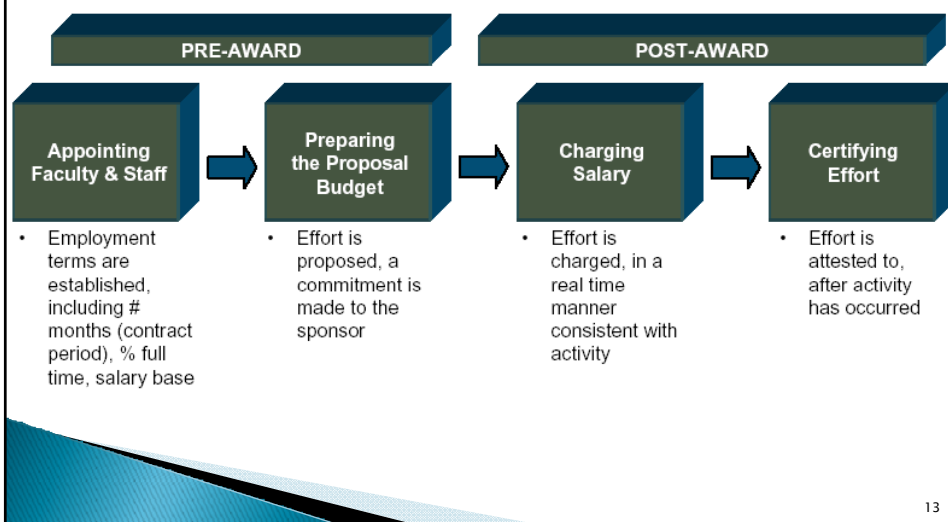 PRE-AWARD
POST-AWARD
Appointing
Faculty & Staff
Preparing
the Proposal
Budget
Charging
Salary
Certifying
Effort
• Employment
terms are
established,
including #
months (contract
period), % full
time, salary base
• Effort is
proposed, a
commitment is
made to the
sponsor
• Effort is
charged, in a
real time
manner
consistent with
activity
• Effort is
attested to,
after activity
has occurred
13